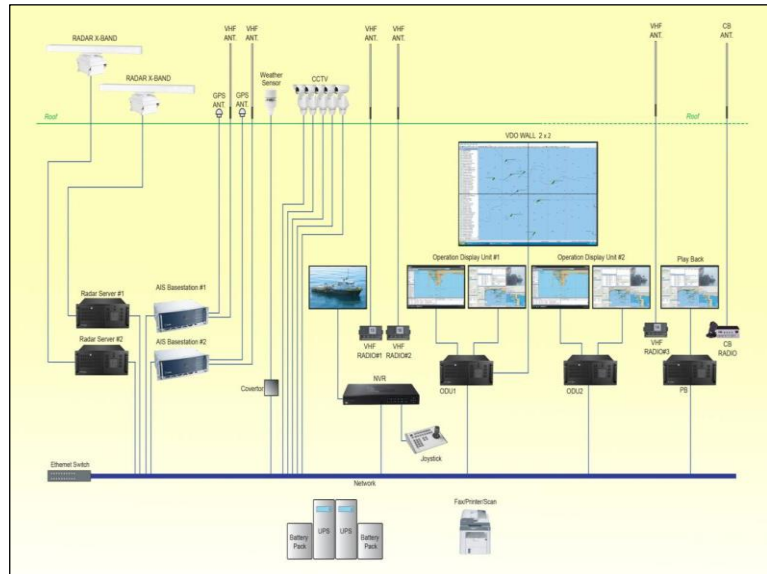 RADAR X-BAND
RADAR X-BAND
VHF
ANT.
VHF
ANT.
GPS
ANT.
GPS
ANT.
Weather
Sensor
CCTV
VHF
ANT.
VHF
ANT.
VHF
ANT.
CB
ANT.
Roof
Roof
VDO WALL 2 x 2
Operation Display Unit #1
Operation Display Unit #2
Play Back
Radar Server #1
AIS Basestation #1
Radar Server #2
AIS Basestation #2
VHF
RADIO#1
VHF
RADIO#2
VHF
RADIO#3
CB
RADIO
Covertor
NVR
ODU1
ODU2
PB
Joystick
Ethernet Switch
Network
Battery
Pack
UPS
UPS
Battery
Pack
Fax/Printer/Scan